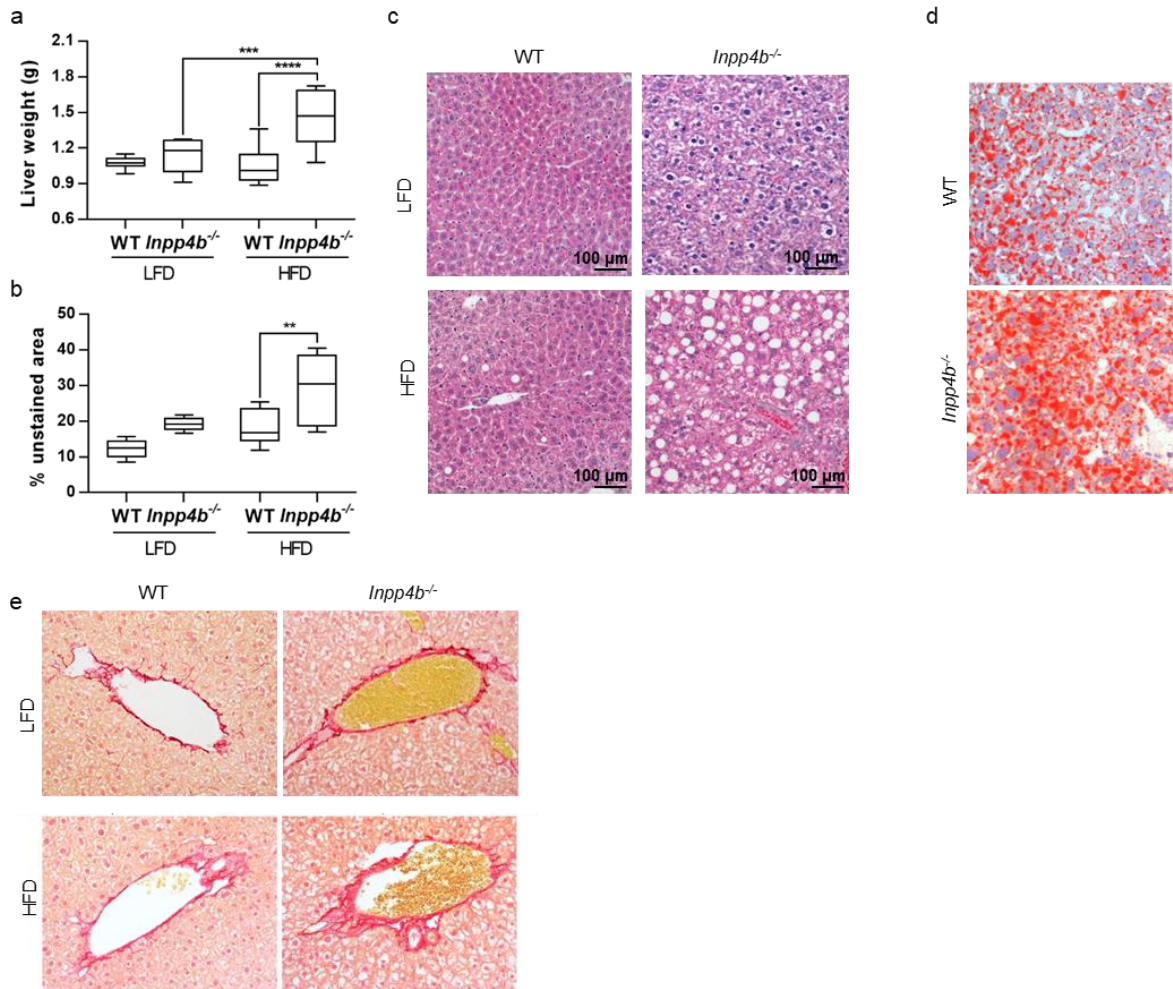 a
2.1
1.8
1.5
1.2
0.9
0.6
Liver weight (g)
***
****
WT Inpp4b-/- WT Inpp4b-/-
LFD HFD
b
50
40
30
20
10
0
% unstained area
**
WT Inpp4b-/- WT Inpp4b-/-
LFD HFD
c
WT Inpp4b-/-
LFD
100 µm 100 µm
HFD
100 µm 100 µm
d
WT
Inpp4b-/-
e
WT Inpp4b-/-
LFD
HFD